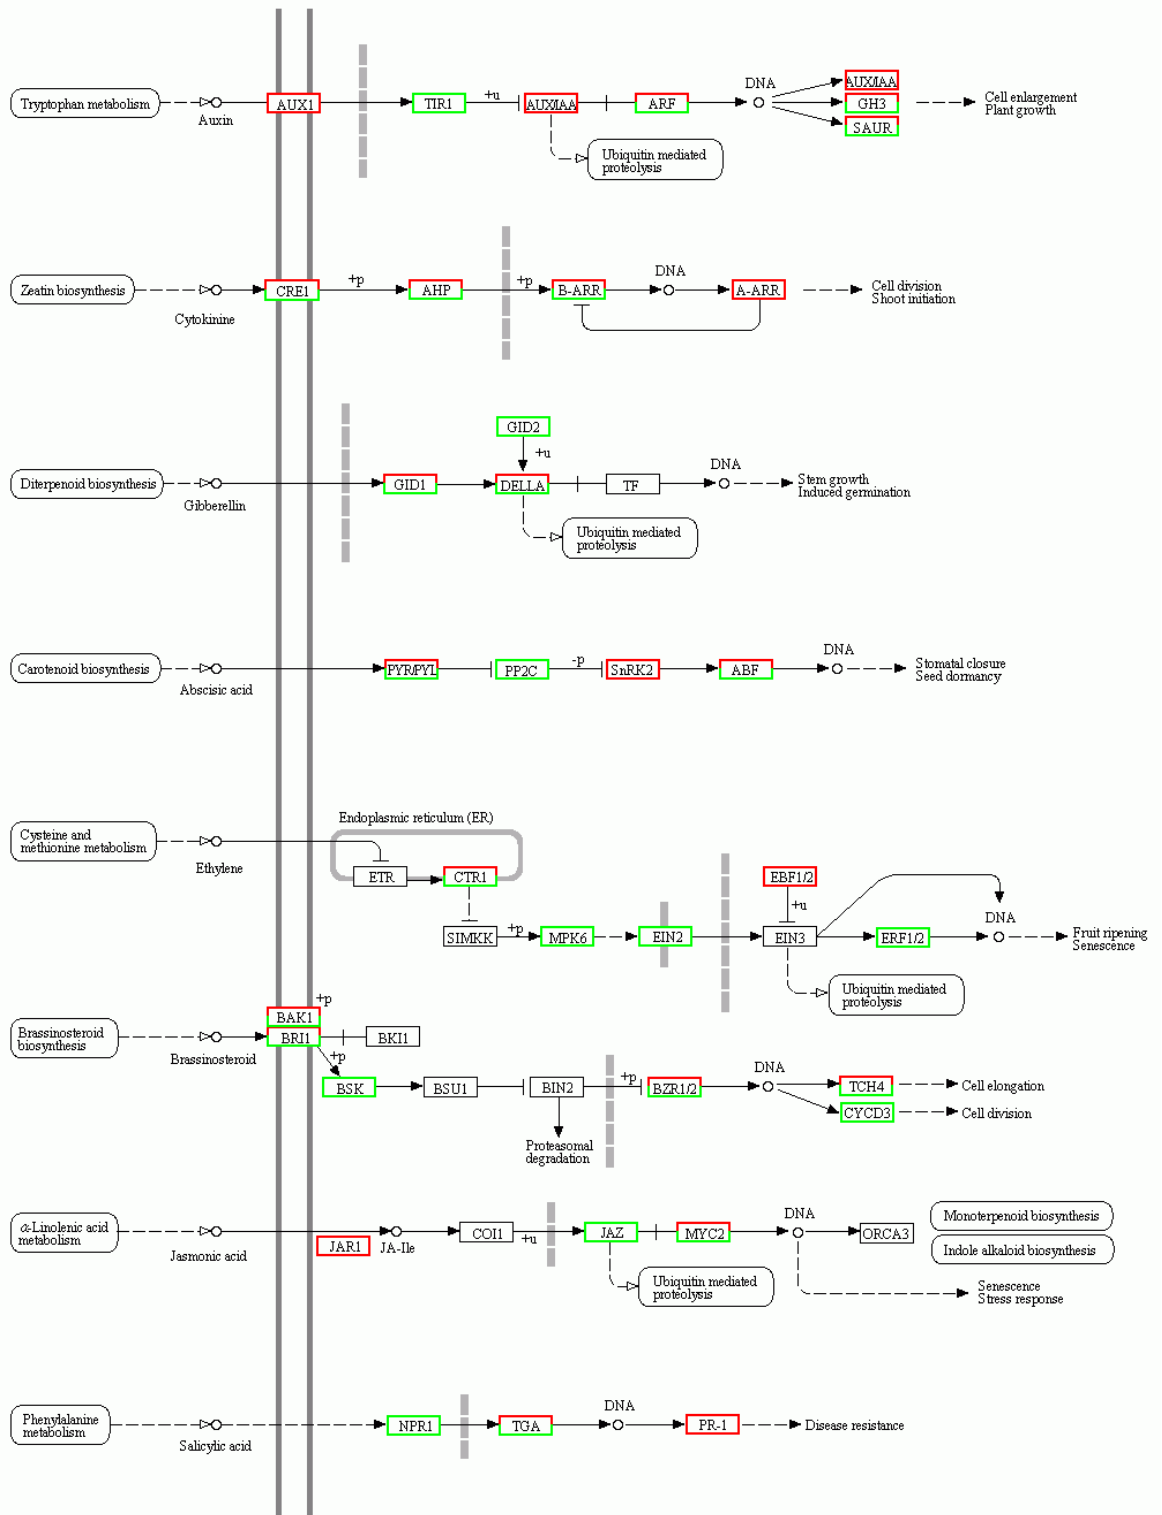 DNA
AUX/IAA
Tryptophan metabolism
AUX1
TIR1
+u
AUX/IAA
ARF
GH3
Cell enlargement
Plant growth
Auxin
SAUR
Ubiquitin mediated
proteolysis
DNA
Zeatin biosynthesis
CRE1
+p
AHP
+p
B-ARR
A-ARR
Cell division
Shoot initiation
Cytokinine
GID2
+u
DNA
Diterpenoid biosynthesis
GID1
DELLA
TF
Stem growth
Induced germination
Gibberellin
Ubiquitin mediated
proteolysis
DNA
Carotenoid biosynthesis
PYR/PYL
PP2C
-p
SnRK2
ABF
Stomatal closure
Seed dormancy
Abscisic acid
Endoplasmic reticulum (ER)
Cysteine and
methionine metabolism
Ethylene
ETR
CTR1
EBF1/2
+u
DNA
SIMKK
+p
MPK6
EIN2
EIN3
ERF1/2
Fruit ripening
Senescence
Ubiquitin mediated
proteolysis
+p
BAK1
Brassinosteroid
biosynthesis
BRI1
BKI1
Brassinosteroid
+p
DNA
BSK
BSU1
BIN2
+p
BZR1/2
TCH4
Cell elongation
CYCD3
Cell division
Proteasomal
degradation
α-Linolenic acid
metabolism
DNA
Monoterpenoid biosynthesis
Jasmonic acid
JAR1
JA-Ile
COI1
+u
JAZ
MYC2
ORCA3
Indole alkaloid biosynthesis
Ubiquitin mediated
proteolysis
Senescence
Stress response
DNA
Phenylalanine
metabolism
NPR1
TGA
PR-1
Disease resistance
Salicylic acid